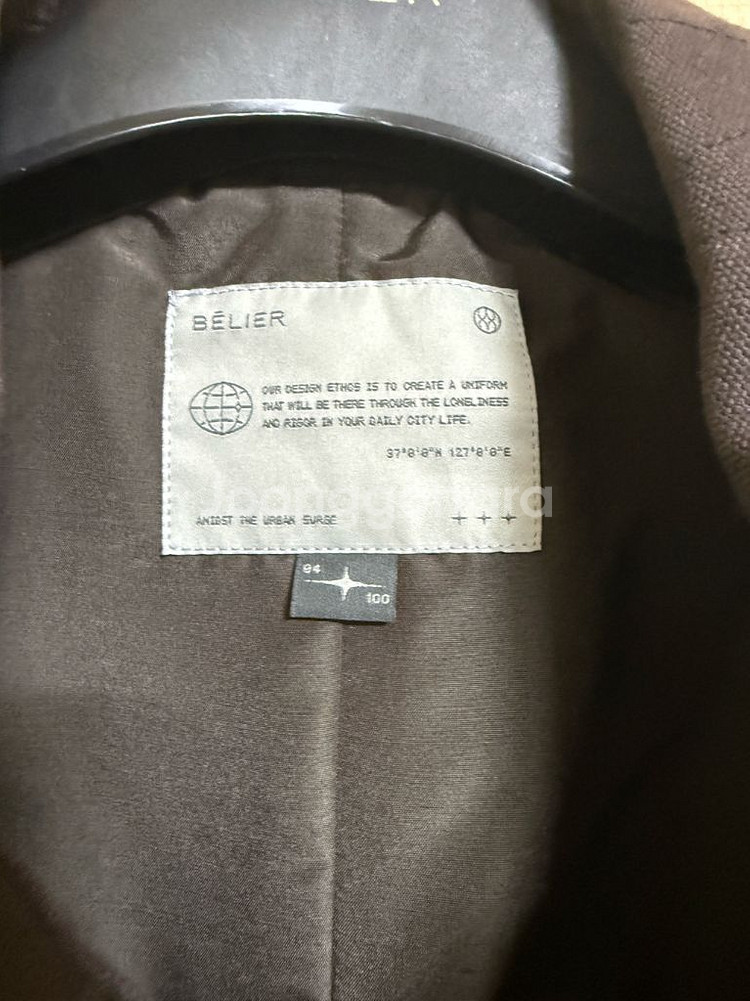 BĒLIER
OUR DESIGN ETHOS IS TO CREATE A UNIFORM
THAT WILL BE THERE THROUGH THE LONELINESS
AND RIGOR IN YOUR DAILY CITY LIFE.
37°0'0"N 127°0'0"E
AMIDST THE URBAN SURGE
04
100